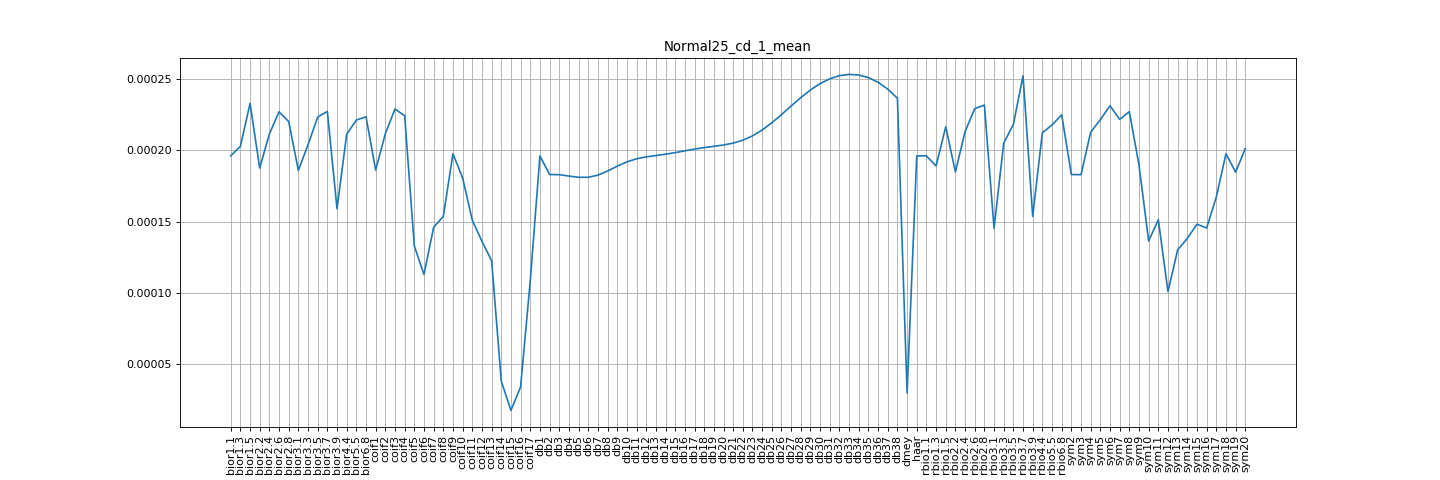 Normal25_cd_1_mean
0.00025
0.00020
0.00015
0.00010
0.00005
bior1.1
bior1.3
bior1.5
bior2.2
bior2.4
bior2.6
bior2.8
bior3.1
bior3.3
bior3.5
bior3.7
bior3.9
bior4.4
bior5.5
bior6.8
coif1
coif2
coif3
coif4
coif5
coif6
coif7
coif8
coif9
coif10
coif11
coif12
coif13
coif14
coif15
coif16
coif17
db1
db2
db3
db4
db5
db6
db7
db8
db9
db10
db11
db12
db13
db14
db15
db16
db17
db18
db19
db20
db21
db22
db23
db24
db25
db26
db27
db28
db29
db30
db31
db32
db33
db34
db35
db36
db37
db38
dmey
haar
rbio1.1
rbio1.3
rbio1.5
rbio2.2
rbio2.4
rbio2.6
rbio2.8
rbio3.1
rbio3.3
rbio3.5
rbio3.7
rbio3.9
rbio4.4
rbio5.5
rbio6.8
sym2
sym3
sym4
sym5
sym6
sym7
sym8
sym9
sym10
sym11
sym12
sym13
sym14
sym15
sym16
sym17
sym18
sym19
sym20